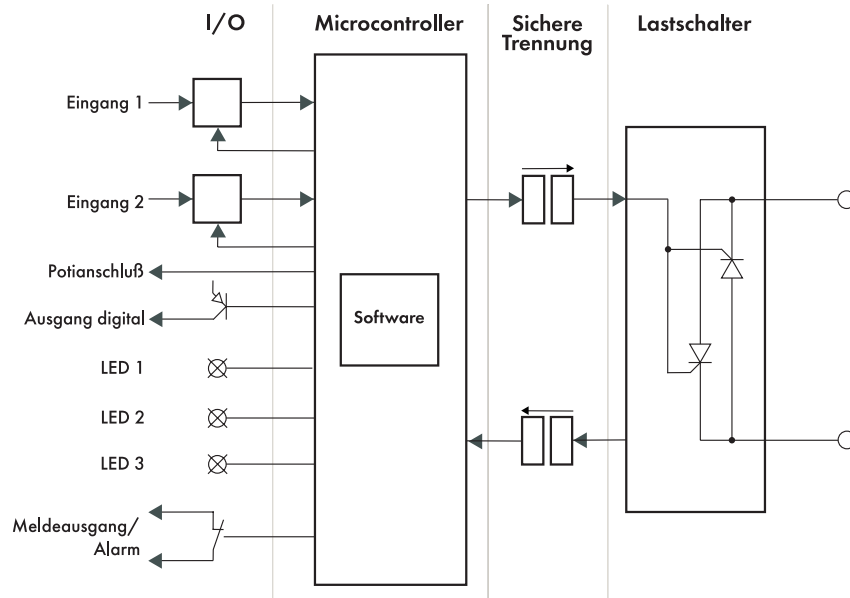 I/O
Microcontroller
Sichere
Trennung
Lastschalter
Eingang 1
Eingang 2
Potianschluß
Ausgang digital
Software
LED 1
LED 2
LED 3
Meldeausgang/
Alarm